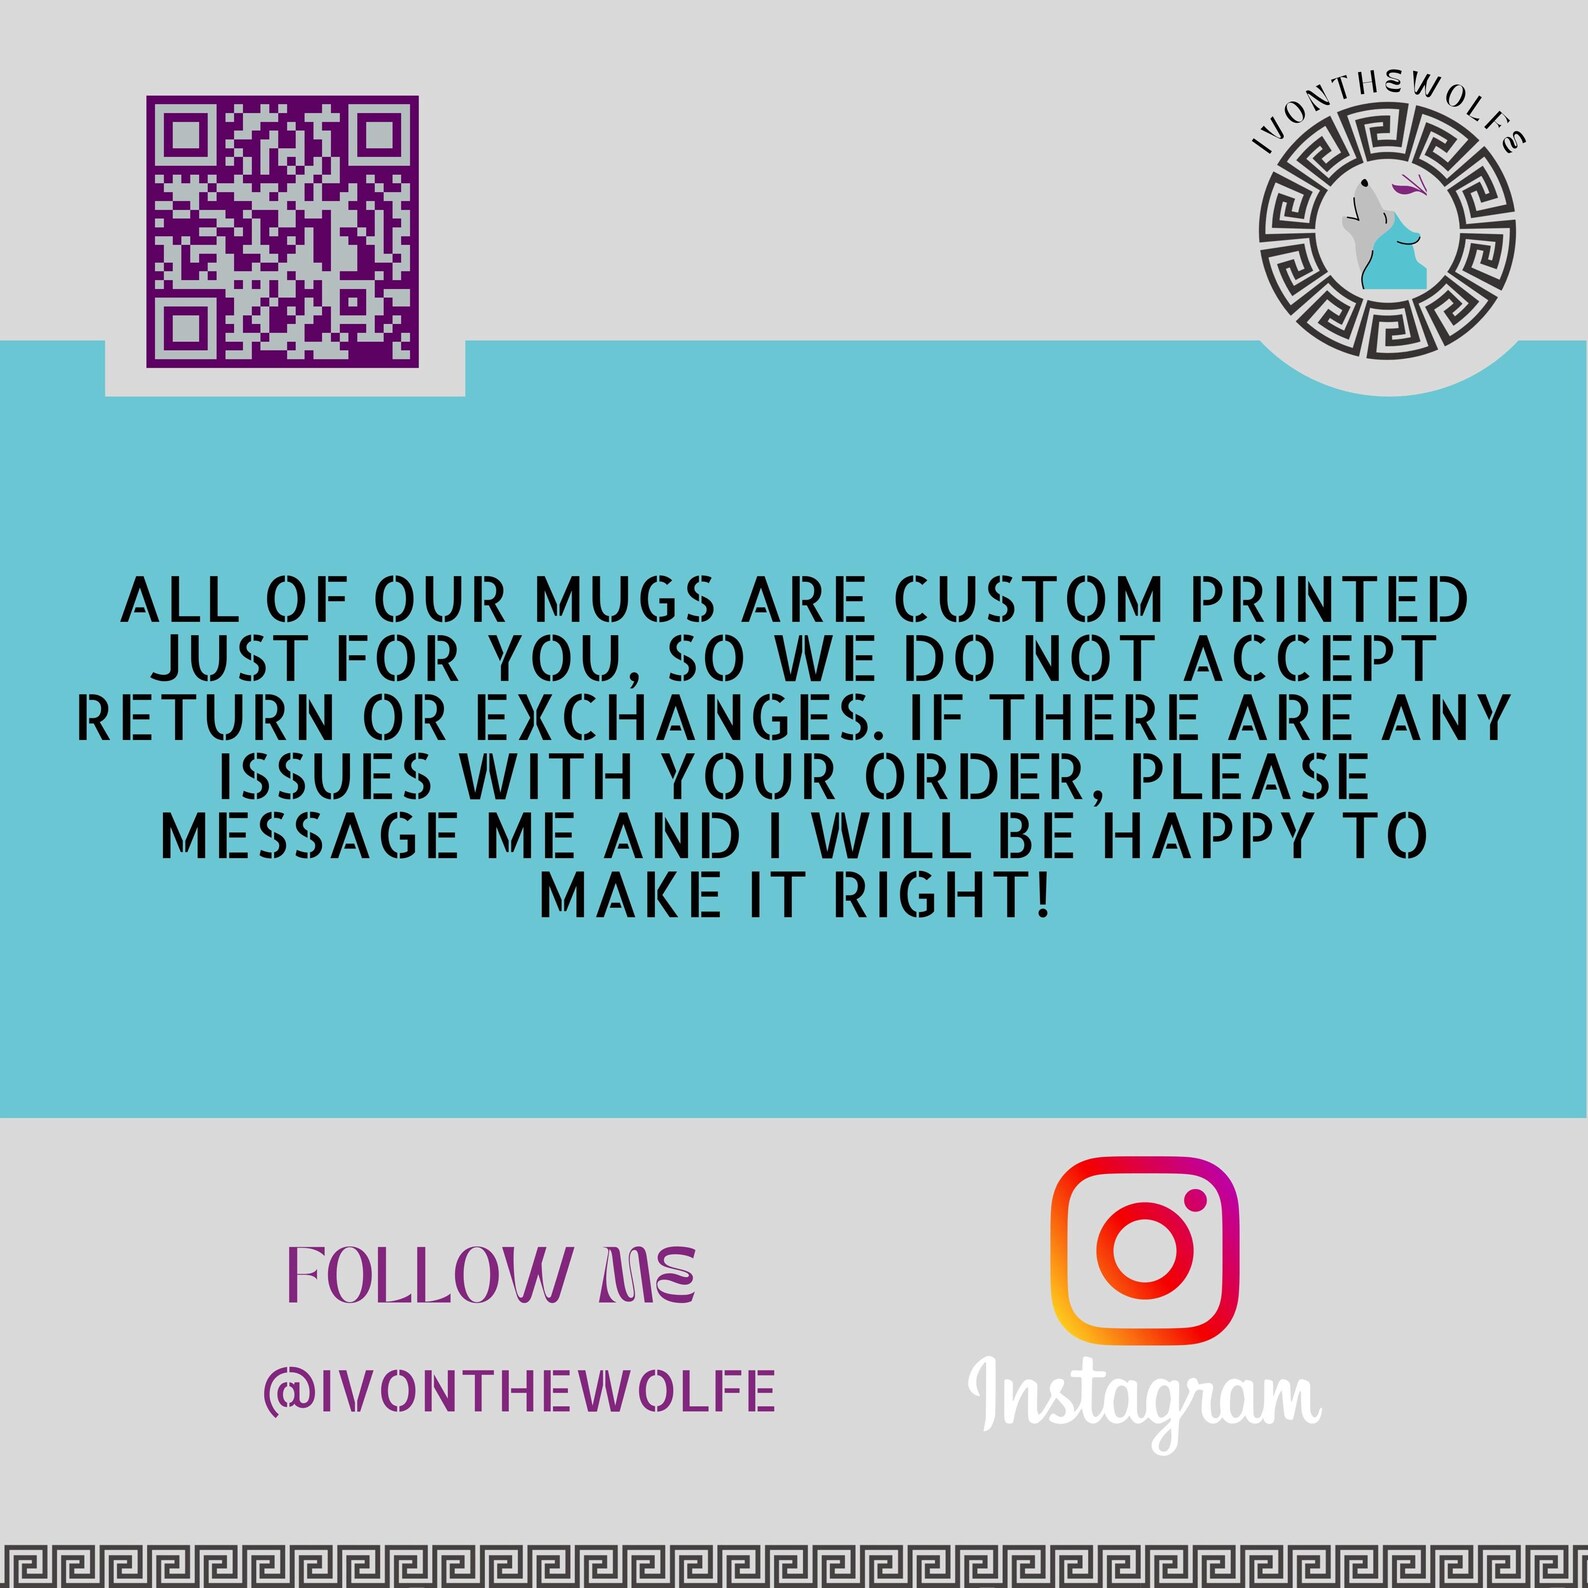 IVONTHEWOLFE
ALL OF OUR MUGS ARE CUSTOM PRINTED
JUST FOR YOU, SO WE DO NOT ACCEPT
RETURN OR EXCHANGES. IF THERE ARE ANY
ISSUES WITH YOUR ORDER, PLEASE
MESSAGE ME AND I WILL BE HAPPY TO
MAKE IT RIGHT!
FOLLOW ME
@IVONTHEWOLFE
Instagram